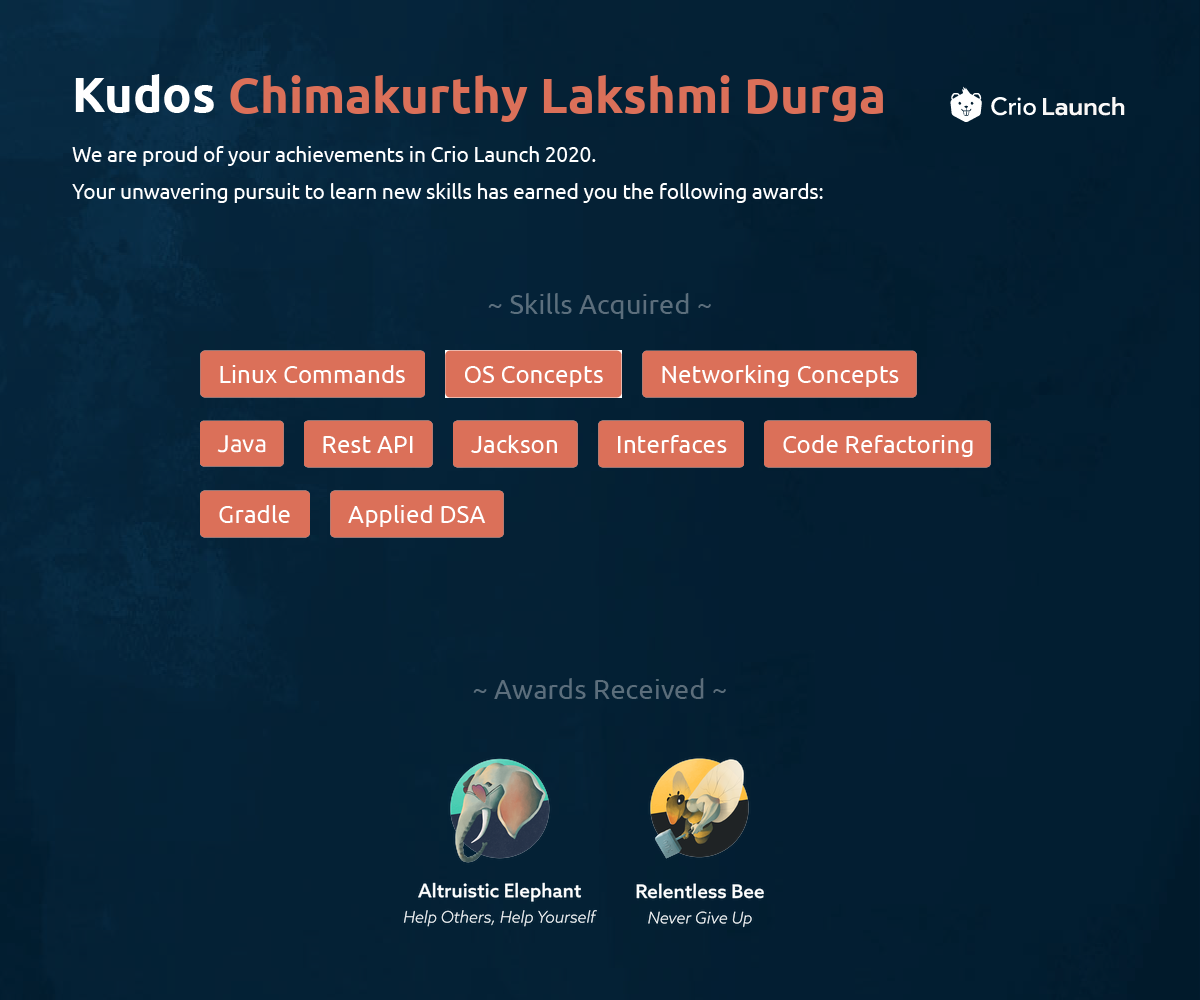 Kudos Chimakurthy Lakshmi Durga
Crio Launch
We are proud of your achievements in Crio Launch 2020.
Your unwavering pursuit to learn new skills has earned you the following awards:
~ Skills Acquired ~
Linux Commands
OS Concepts
Networking Concepts
Java
Rest API
Jackson
Interfaces
Code Refactoring
Gradle
Applied DSA
~ Awards Received ~
Altruistic Elephant
Help Others, Help Yourself
Relentless Bee
Never Give Up